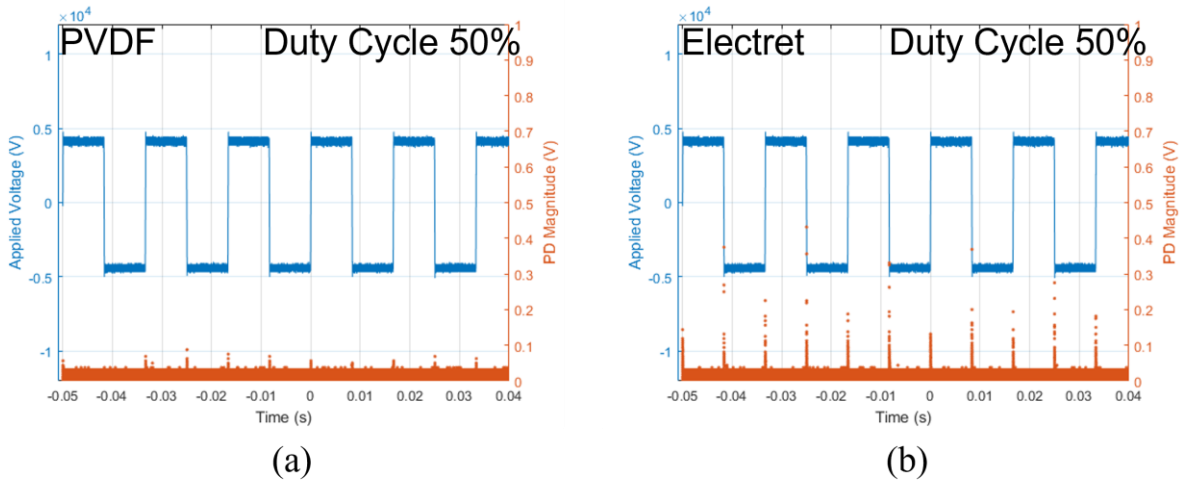 ×10⁴
PVDF Duty Cycle 50%
1
0.5
0
-0.5
-1
Applied Voltage (V)
1
0.9
0.8
0.7
0.6
0.5
0.4
0.3
0.2
0.1
0
PD Magnitude (V)
-0.05 -0.04 -0.03 -0.02 -0.01 0 0.01 0.02 0.03 0.04
Time (s)
(a)
×10⁴
Electret Duty Cycle 50%
1
0.5
0
-0.5
-1
Applied Voltage (V)
1
0.9
0.8
0.7
0.6
0.5
0.4
0.3
0.2
0.1
0
PD Magnitude (V)
-0.05 -0.04 -0.03 -0.02 -0.01 0 0.01 0.02 0.03 0.04
Time (s)
(b)